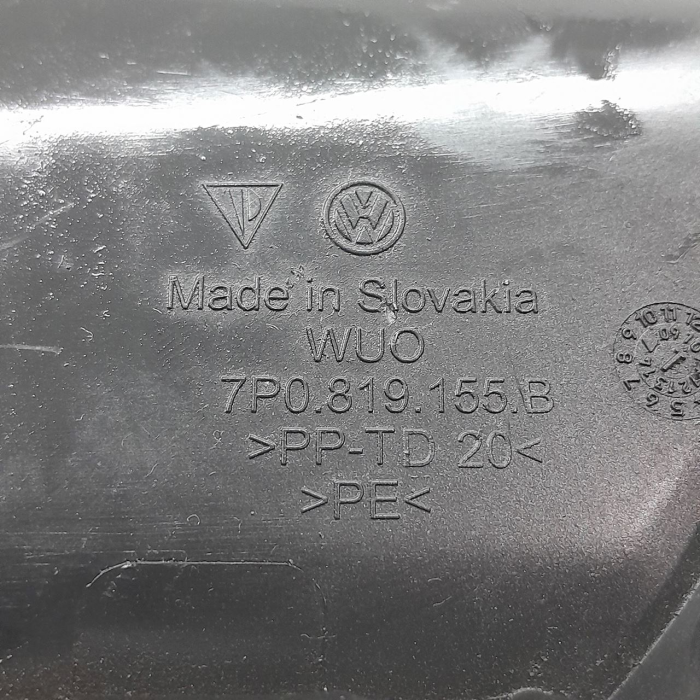 Made in Slovakia
WUO
7P0.819.155.B
>PP-TD 20<
>PE<